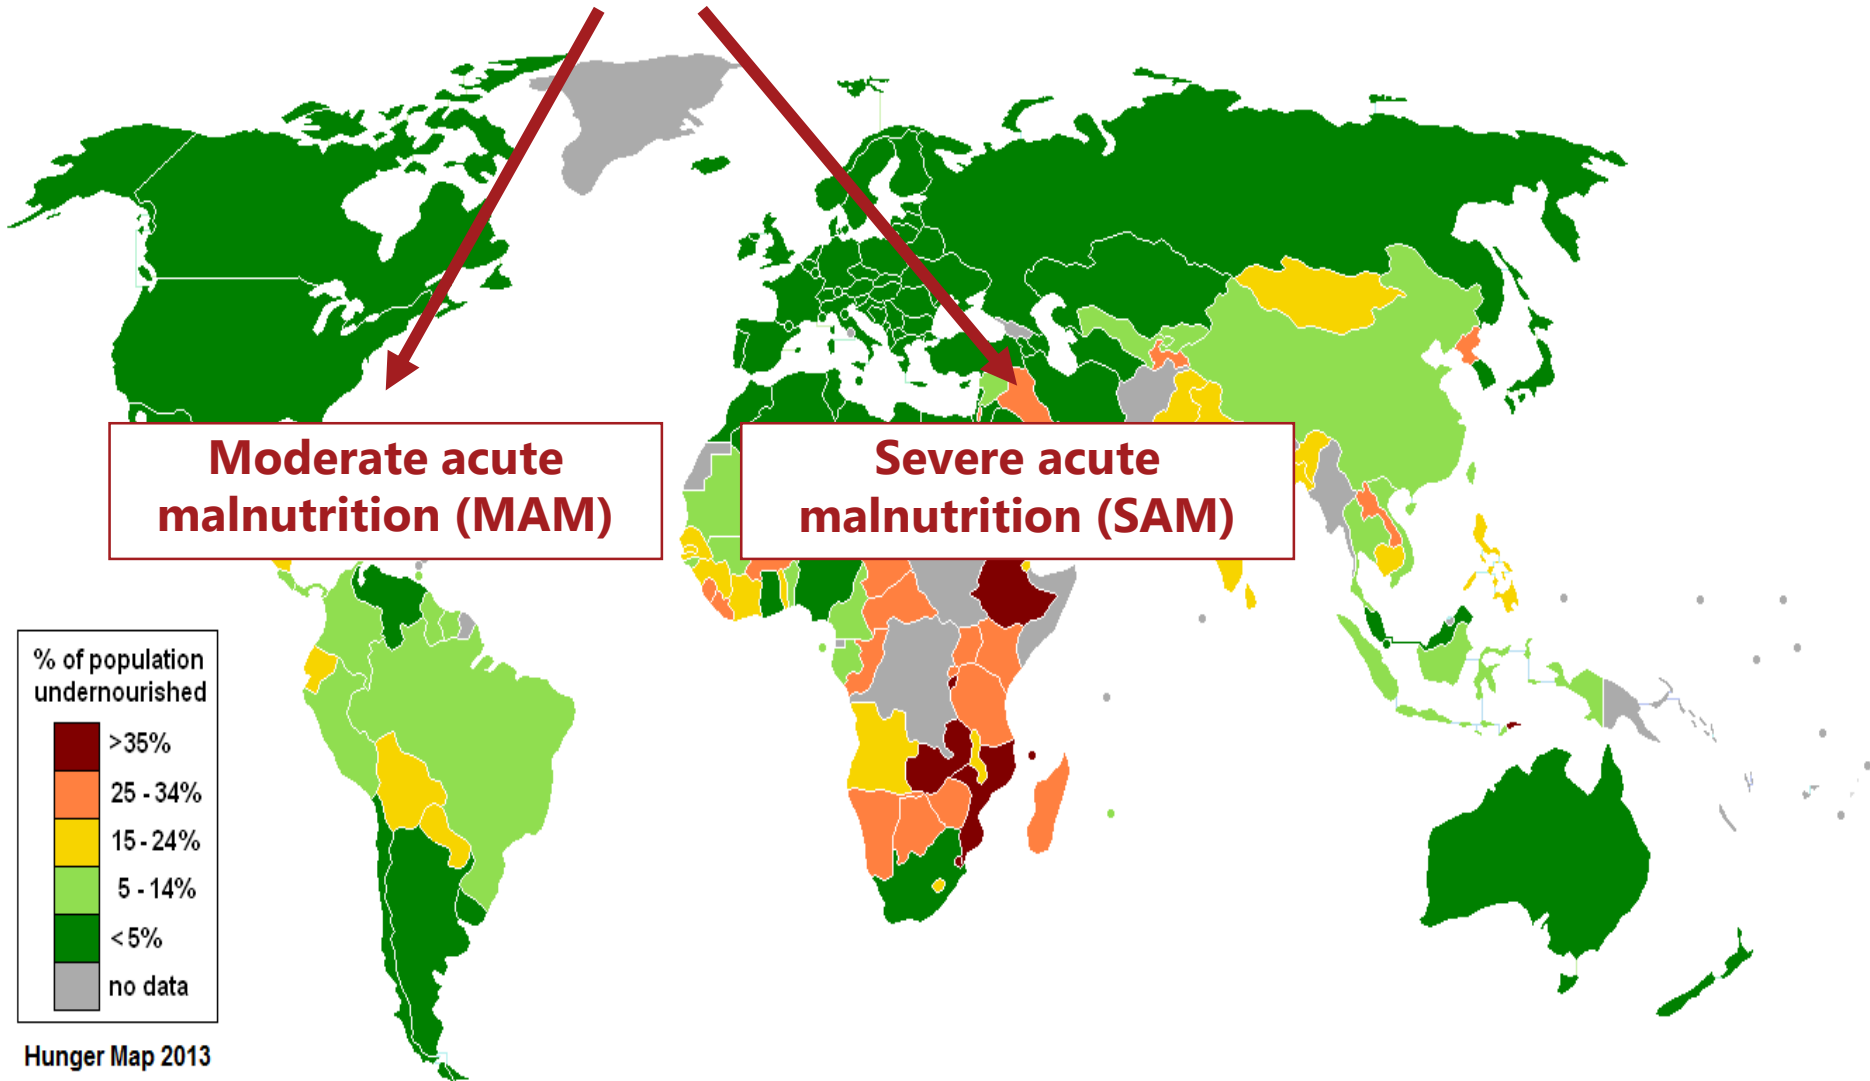 Moderate acute
malnutrition (MAM)
Severe acute
malnutrition (SAM)
% of population
undernourished
>35%
25 - 34%
15 - 24%
5 - 14%
< 5%
no data
Hunger Map 2013